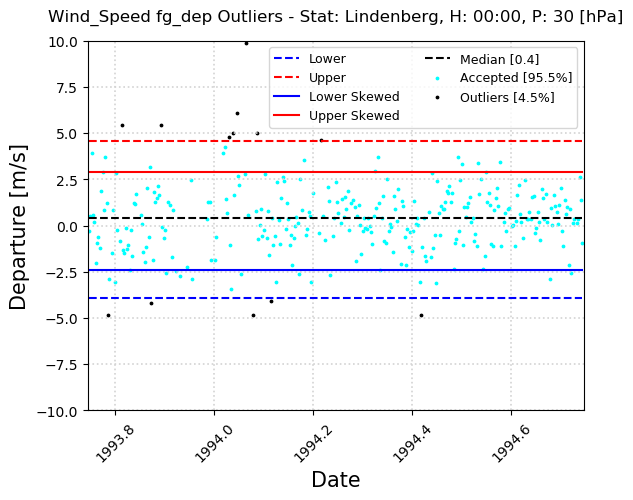 Wind_Speed fg_dep Outliers - Stat: Lindenberg, H: 00:00, P: 30 [hPa]
Lower
Upper
Lower Skewed
Upper Skewed
Median [0.4]
Accepted [95.5%]
Outliers [4.5%]
Departure [m/s]
10.0
7.5
5.0
2.5
0.0
−2.5
−5.0
−7.5
−10.0
1993.8
1994.0
1994.2
1994.4
1994.6
Date